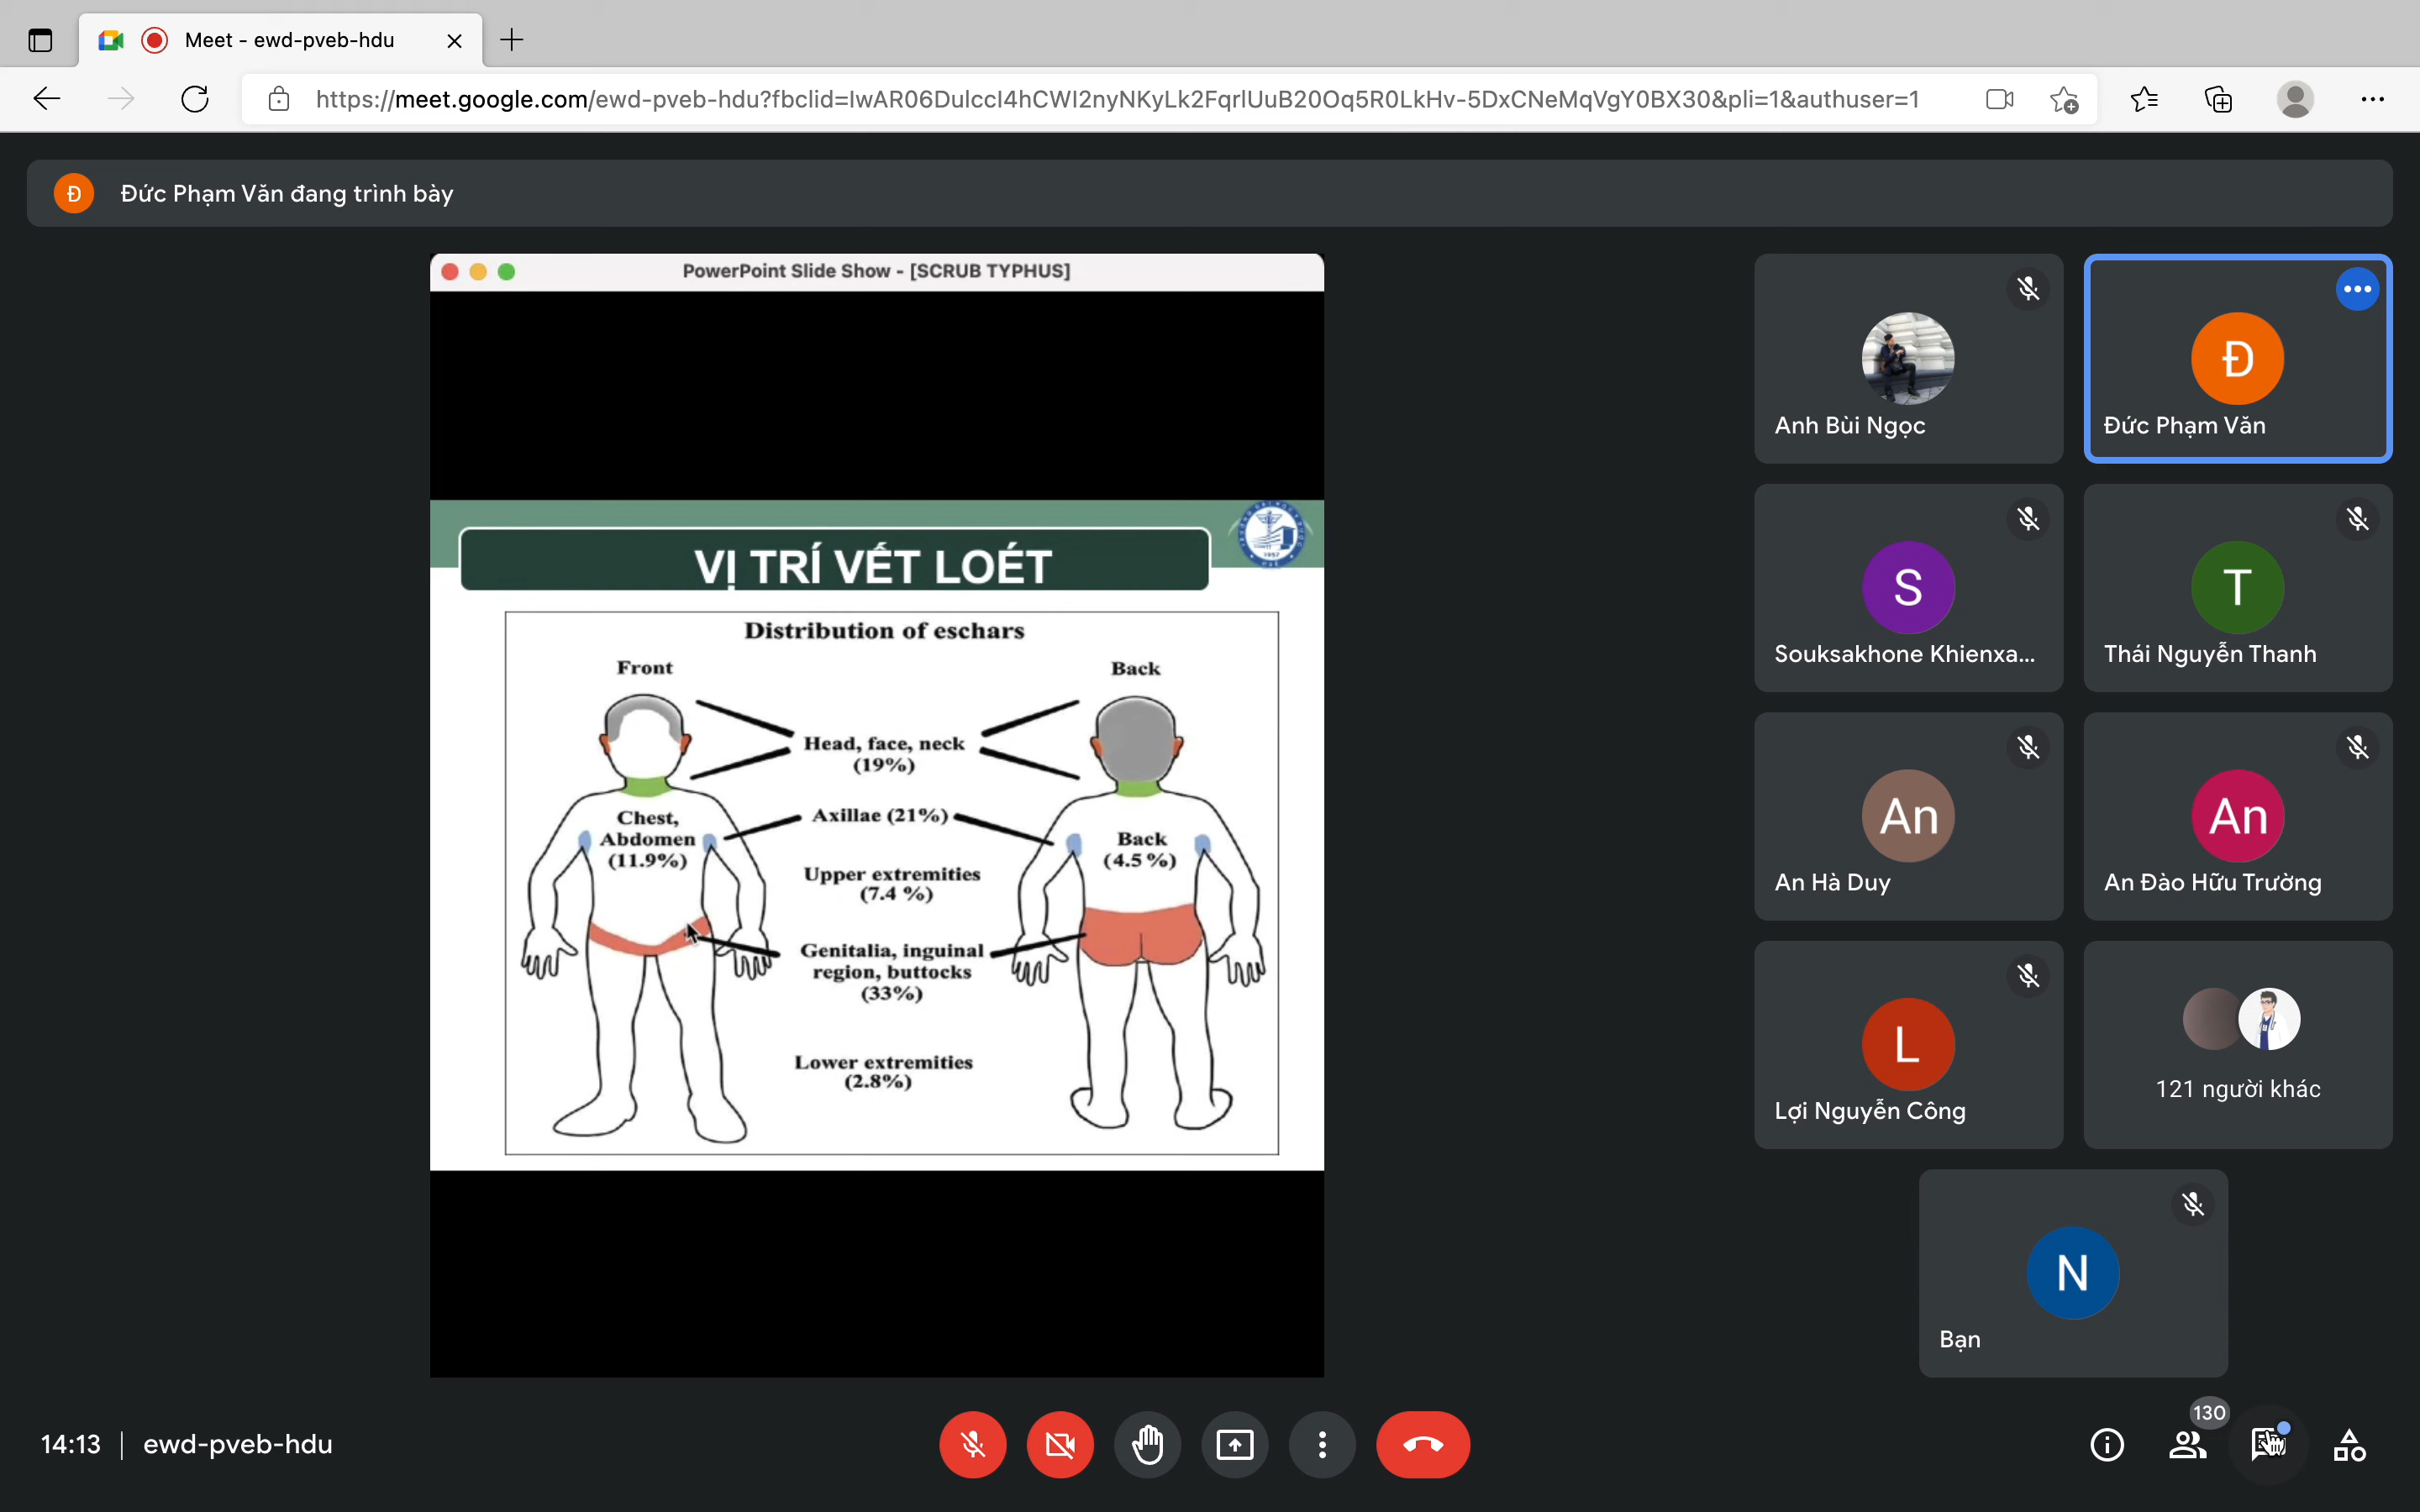 Meet - ewd-pveb-hdu
https://meet.google.com/ewd-pveb-hdu?fbclid=IwAR06DulccI4hCWI2nyNKyLk2FqrlUuB20Oq5R0LkHv-5DxCNeMqVgY0BX30&pli=1&authuser=1
Đ
Đức Phạm Văn đang trình bày
PowerPoint Slide Show - [SCRUB TYPHUS]
VỊ TRÍ VẾT LOÉT
1957
Distribution of eschars
Front
Back
Head, face, neck
(19%)
Axillae (21%)
Chest,
Abdomen
(11.9%)
Back
(4.5 %)
Upper extremities
(7.4 %)
Genitalia, inguinal
region, buttocks
(33%)
Lower extremities
(2.8%)
Anh Bùi Ngọc
Đ
Đức Phạm Văn
S
Souksakhone Khienxa...
T
Thái Nguyễn Thanh
An
An Hà Duy
An
An Đào Hữu Trường
L
Lợi Nguyễn Công
121 người khác
N
Bạn
14:13
ewd-pveb-hdu
130